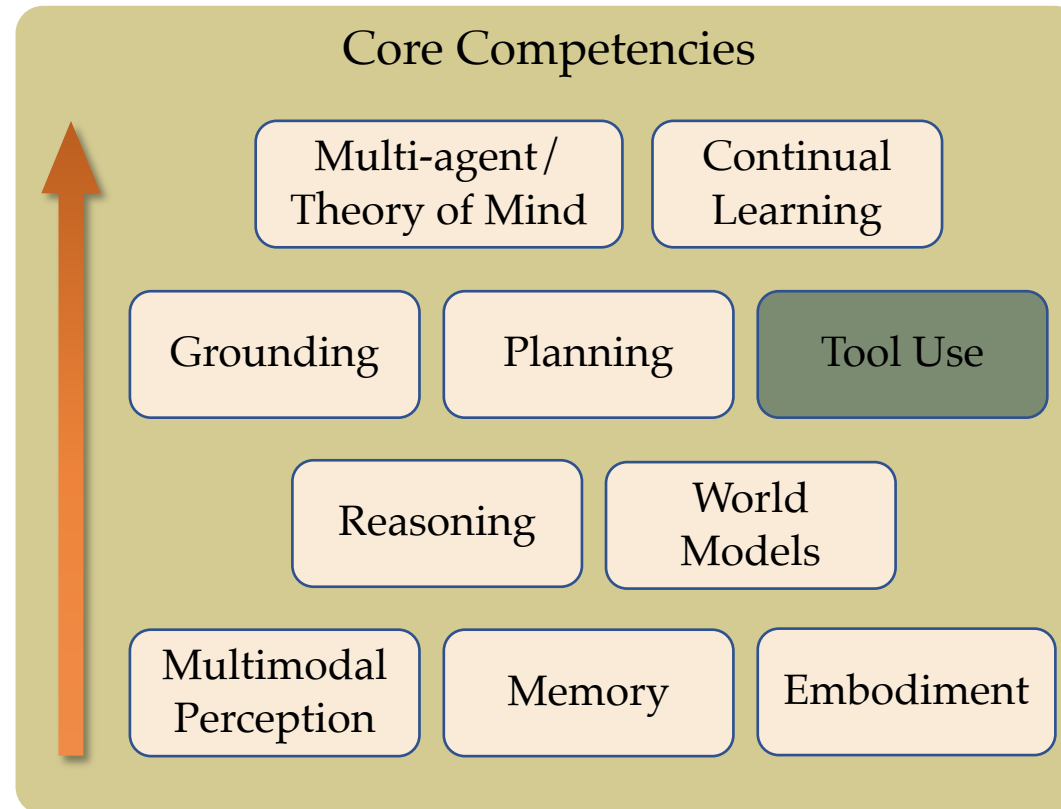 Core Competencies
Multi-agent/
Theory of Mind
Continual
Learning
Grounding
Planning
Tool Use
Reasoning
World
Models
Multimodal
Perception
Memory
Embodiment